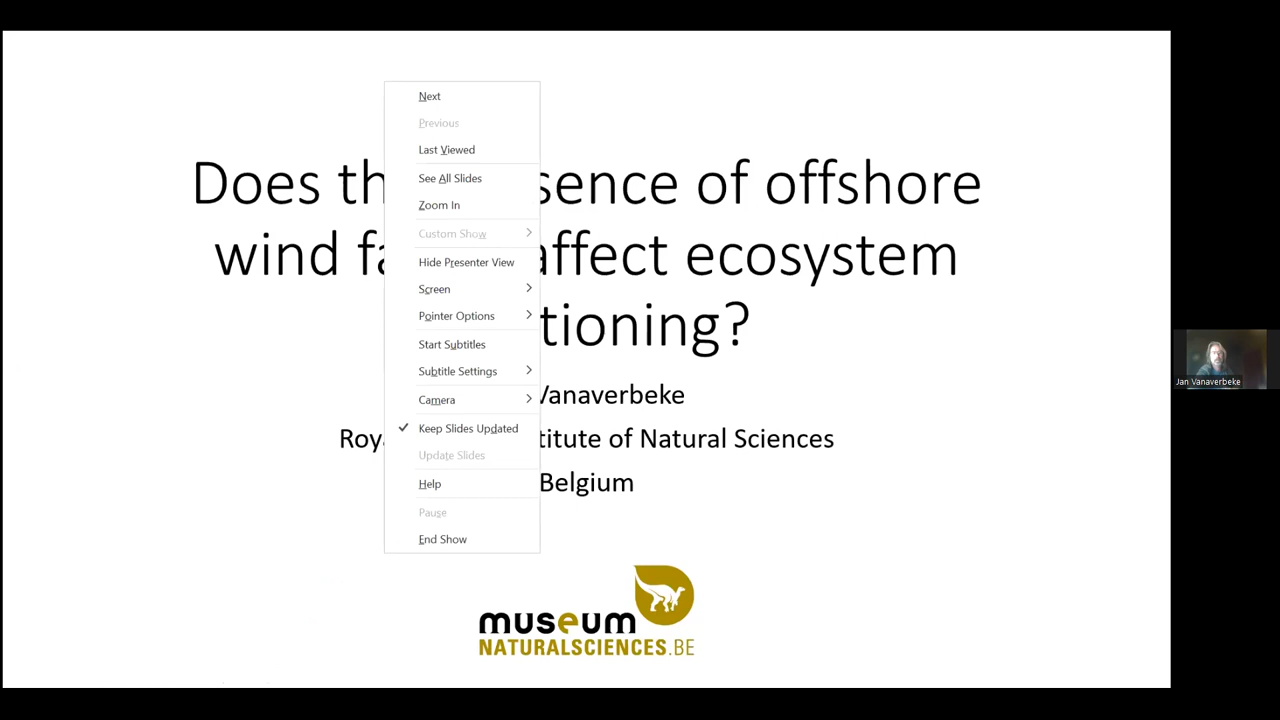 Next
Previous
Last Viewed
See All Slides
Zoom In
Custom Show
Hide Presenter View
Screen
Pointer Options
Start Subtitles
Subtitle Settings
Camera
Keep Slides Updated
Update Slides
Help
Pause
End Show
Does th sence of offshore
wind fa affect ecosystem
tioning?
Vanaverbeke
Roya titute of Natural Sciences
Belgium
museum
NATURALSCIENCES.BE
Jan Vanaverbeke